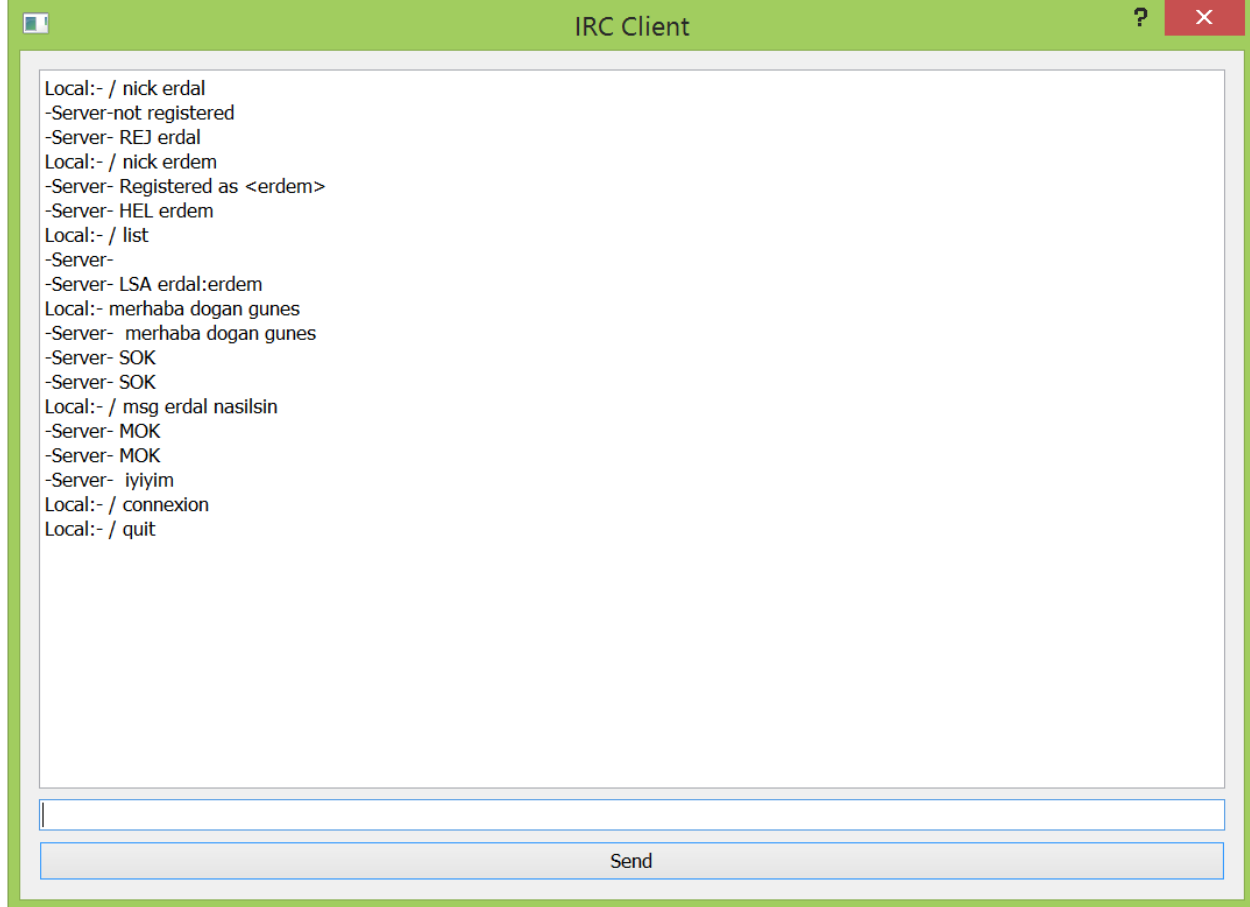 IRC Client
?
Local:- / nick erdal
-Server-not registered
-Server- REJ erdal
Local:- / nick erdem
-Server- Registered as <erdem>
-Server- HEL erdem
Local:- / list
-Server-
-Server- LSA erdal:erdem
Local:- merhaba dogan gunes
-Server-  merhaba dogan gunes
-Server- SOK
-Server- SOK
Local:- / msg erdal nasilsin
-Server- MOK
-Server- MOK
-Server-  iyiyim
Local:- / connexion
Local:- / quit
Send